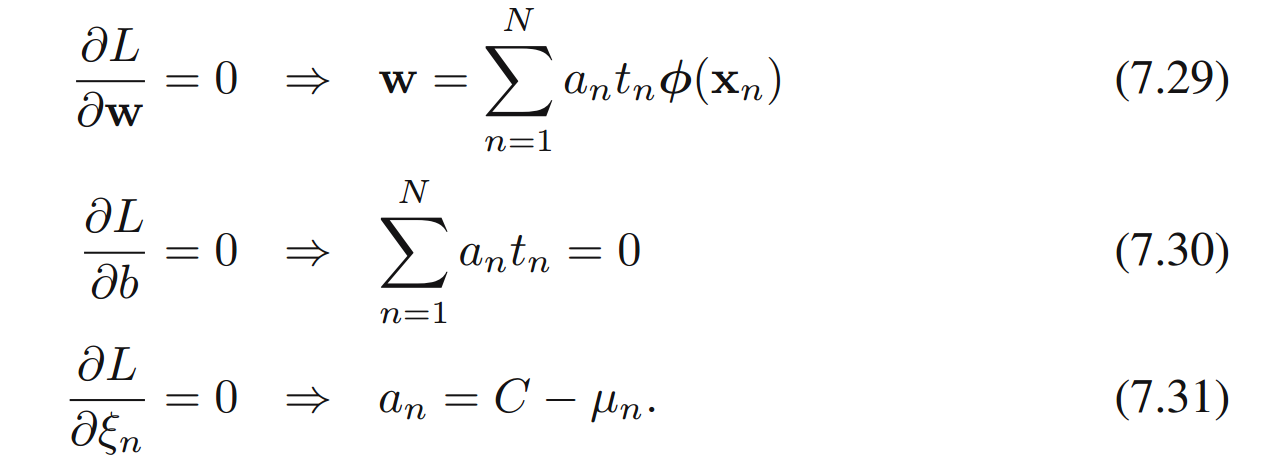 ∂L/∂𝐰 = 0 ⇒ 𝐰 = ∑_{n=1}^{N} a_n t_n ϕ(𝐱_n) (7.29)
∂L/∂b = 0 ⇒ ∑_{n=1}^{N} a_n t_n = 0 (7.30)
∂L/∂ξ_n = 0 ⇒ a_n = C − μ_n. (7.31)